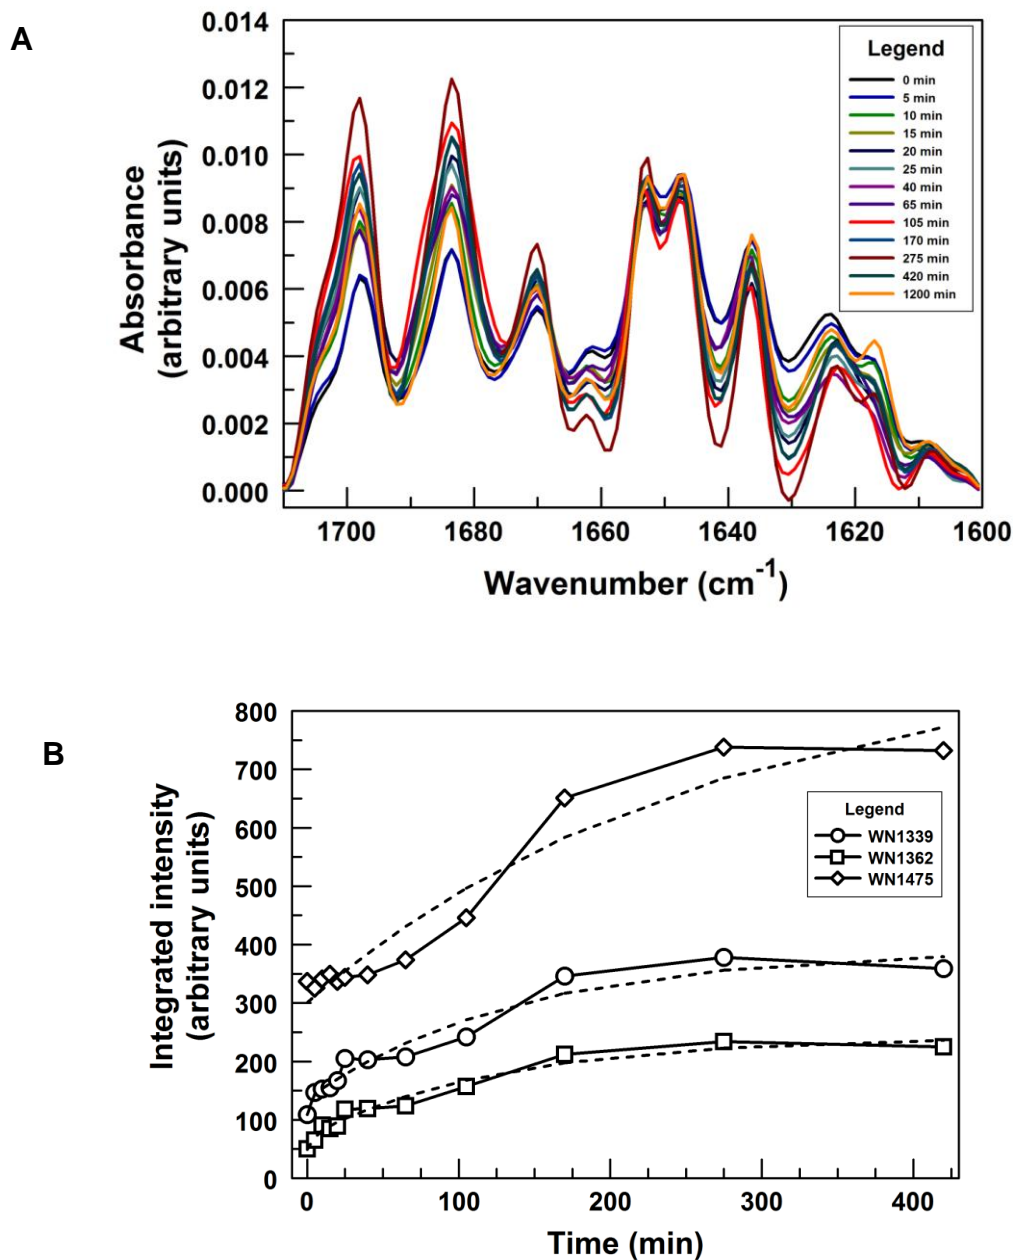 A
Absorbance
(arbitrary units)
0.014
0.012
0.010
0.008
0.006
0.004
0.002
0.000
1700 1680 1660 1640 1620 1600
Wavenumber (cm-1)
Legend
0 min
5 min
10 min
15 min
20 min
25 min
40 min
65 min
105 min
170 min
275 min
420 min
1200 min
B
Integrated intensity
(arbitrary units)
800
700
600
500
400
300
200
100
0
0 100 200 300 400
Time (min)
Legend
WN1339
WN1362
WN1475